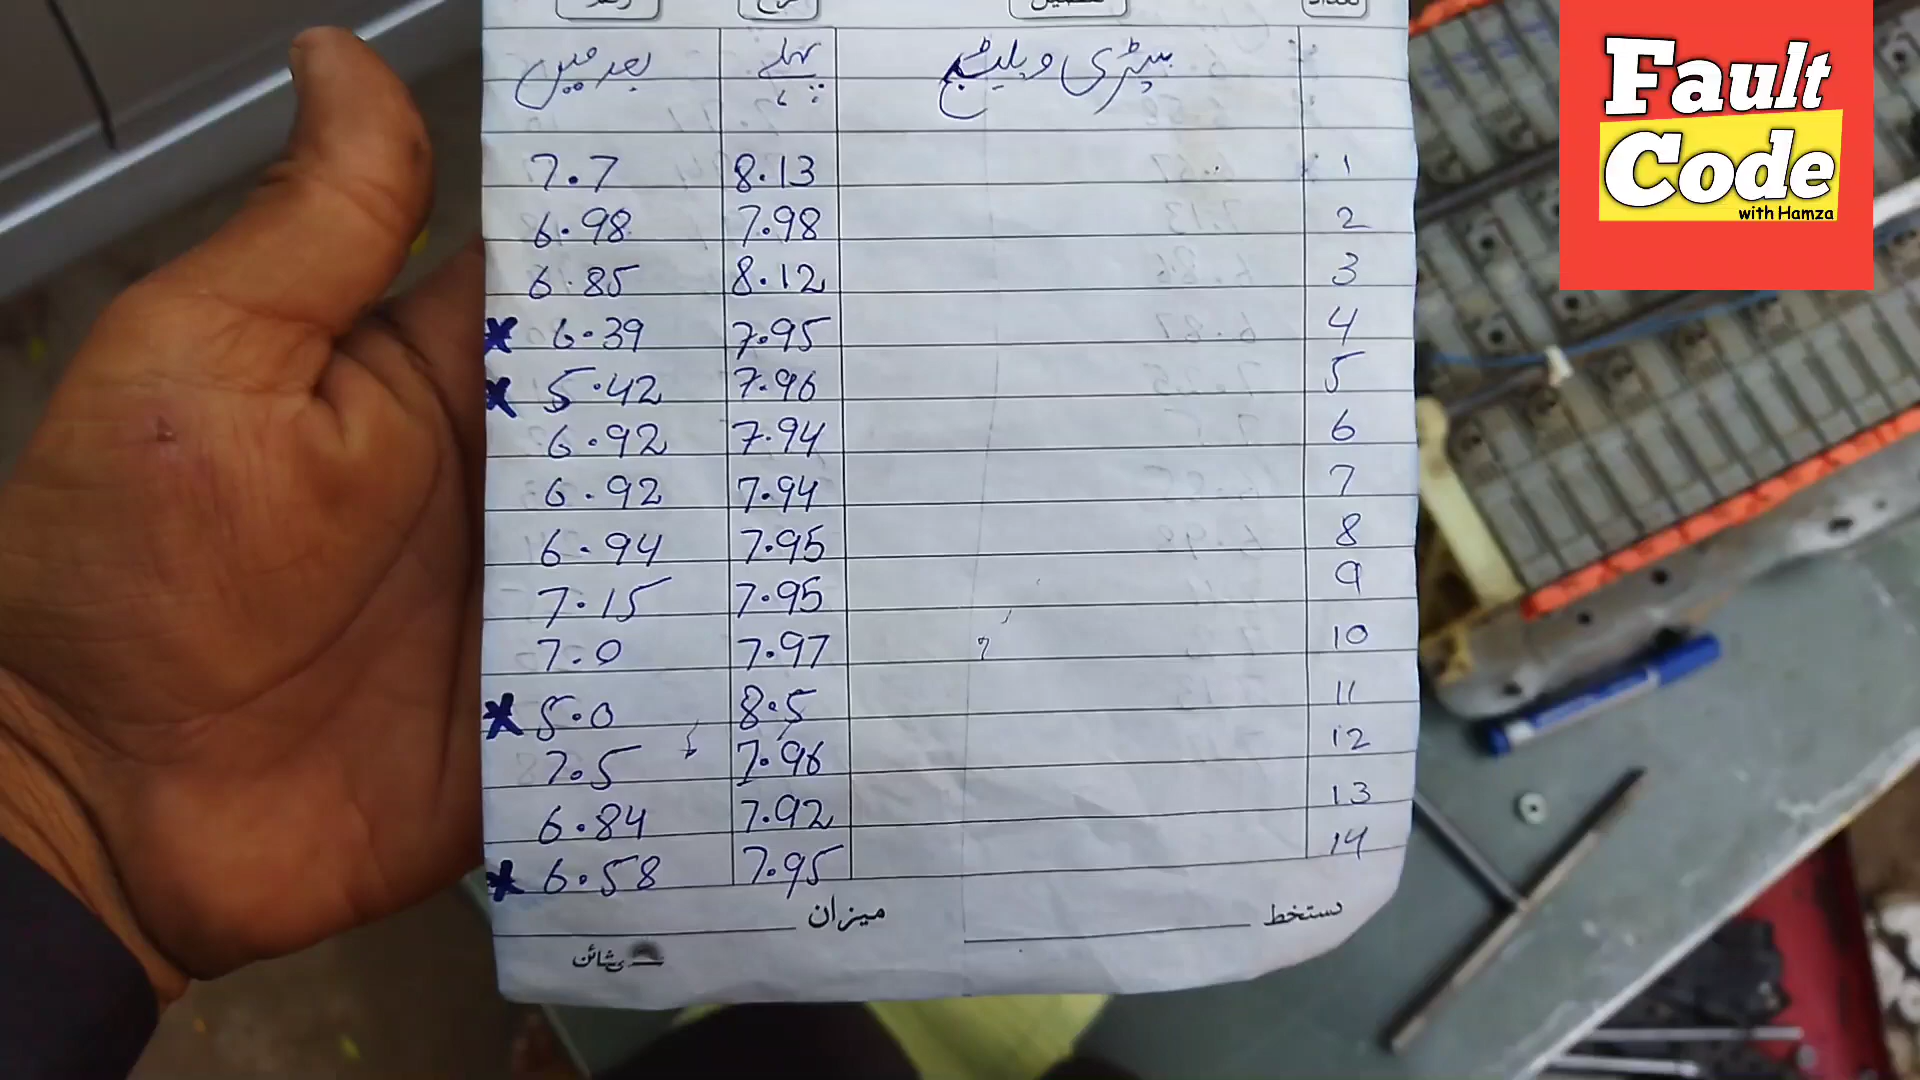 تعداد تفصیل نرخ رقم
بیٹری وولٹیج پہلے بعد میں
1 8.13 7.7
2 7.98 6.98
3 8.12 6.85
4 7.95 6.39 *
5 7.96 5.42 *
6 7.94 6.92
7 7.94 6.92
8 7.95 6.94
9 7.95 7.15
10 7.97 7.0
11 8.5 5.0 *
12 7.96 7.5
13 7.92 6.84
14 7.95 6.58 *
دستخط میزان
Fault
Code
with Hamza